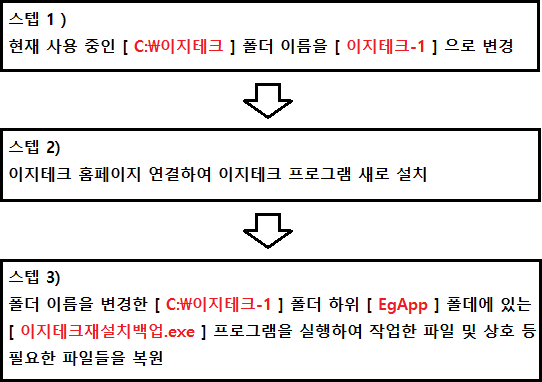 스텝 1 )
현재 사용 중인 [ C:₩이지테크 ] 폴더 이름을 [ 이지테크-1 ] 으로 변경
스텝 2)
이지테크 홈페이지 연결하여 이지테크 프로그램 새로 설치
스텝 3)
폴더 이름을 변경한 [ C:₩이지테크-1 ] 폴더 하위 [ EgApp ] 폴데에 있는
[ 이지테크재설치백업.exe ] 프로그램을 실행하여 작업한 파일 및 상호 등
필요한 파일들을 복원